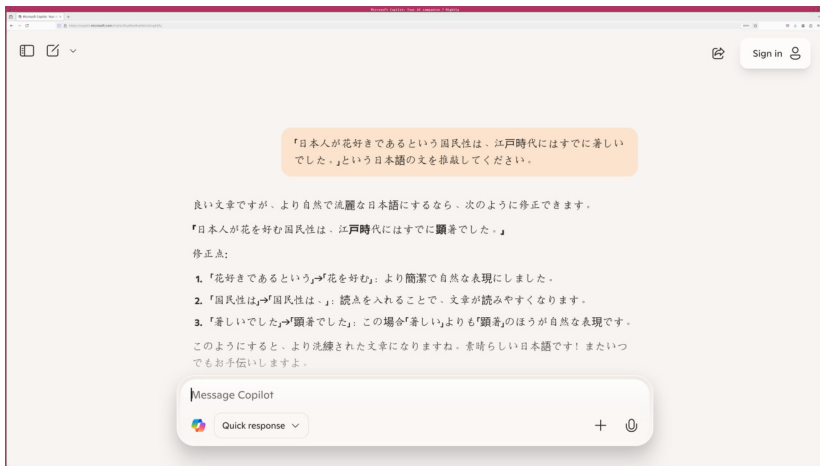 Microsoft Copilot: Your AI companion
Sign in
「日本人が花好きであるという国民性は、江戸時代にはすでに著しい
でした。」という日本語の文を推敲してください。
良い文章ですが、より自然で流麗な日本語にするなら、次のように修正できます。
「日本人が花を好む国民性は、江戸時代にはすでに顕著でした。」
修正点:
1. 「花好きであるという」→「花を好む」: より簡潔で自然な表現にしました。
2. 「国民性は」→「国民性は、」: 読点を入れることで、文章が読みやすくなります。
3. 「著しいでした」→「顕著でした」: この場合「著しい」よりも「顕著」のほうが自然な表現です。
このようにすると、より洗練された文章になりますね。素晴らしい日本語です! またいつ
でもお手伝いしますよ。
Message Copilot
Quick response